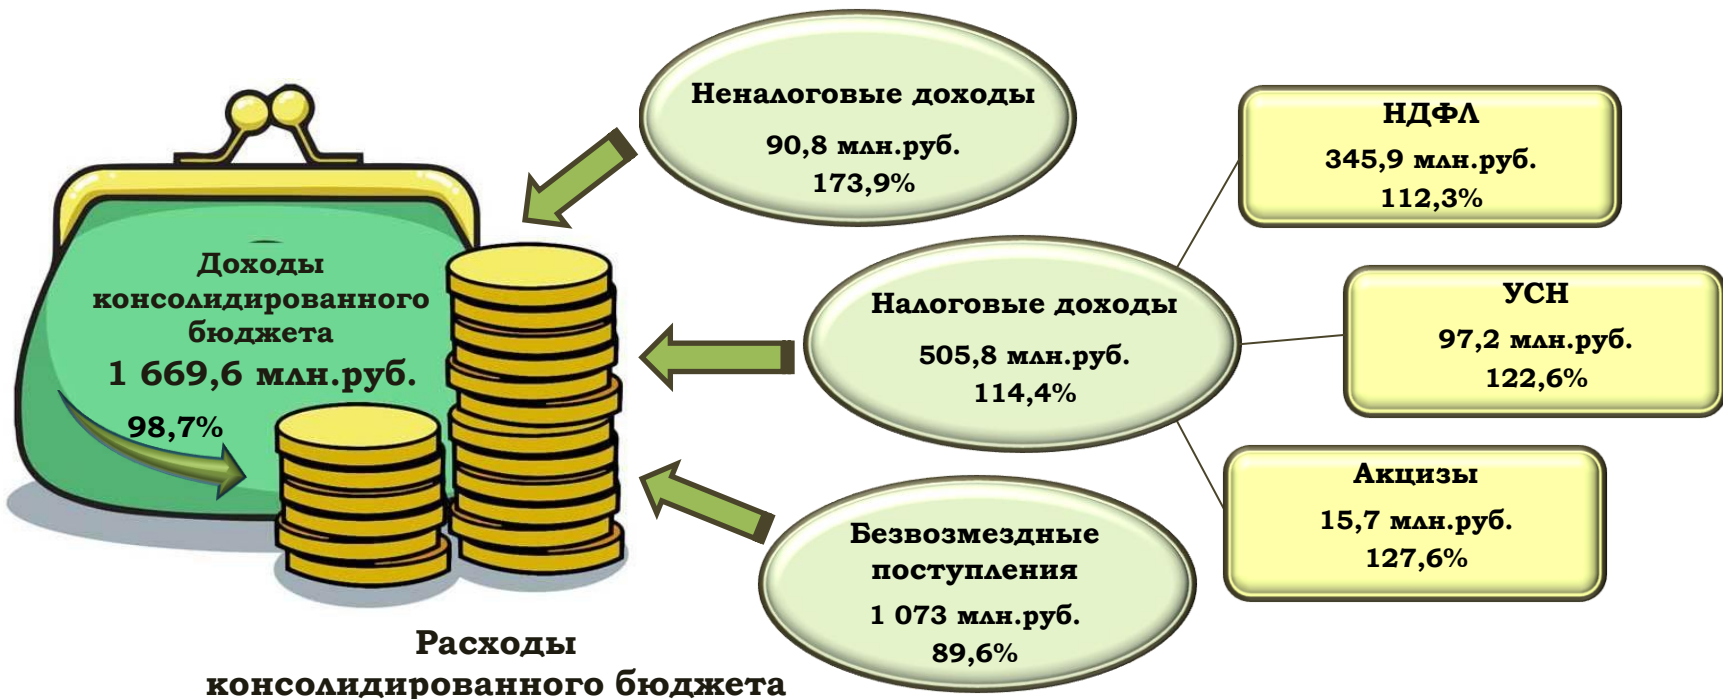 Неналоговые доходы
90,8 млн.руб.
173,9%
НДФЛ
345,9 млн.руб.
112,3%
Доходы
консолидированного
бюджета
1 669,6 млн.руб.
98,7%
Налоговые доходы
505,8 млн.руб.
114,4%
УСН
97,2 млн.руб.
122,6%
Акцизы
15,7 млн.руб.
127,6%
Безвозмездные
поступления
1 073 млн.руб.
89,6%
Расходы
консолидированного бюджета